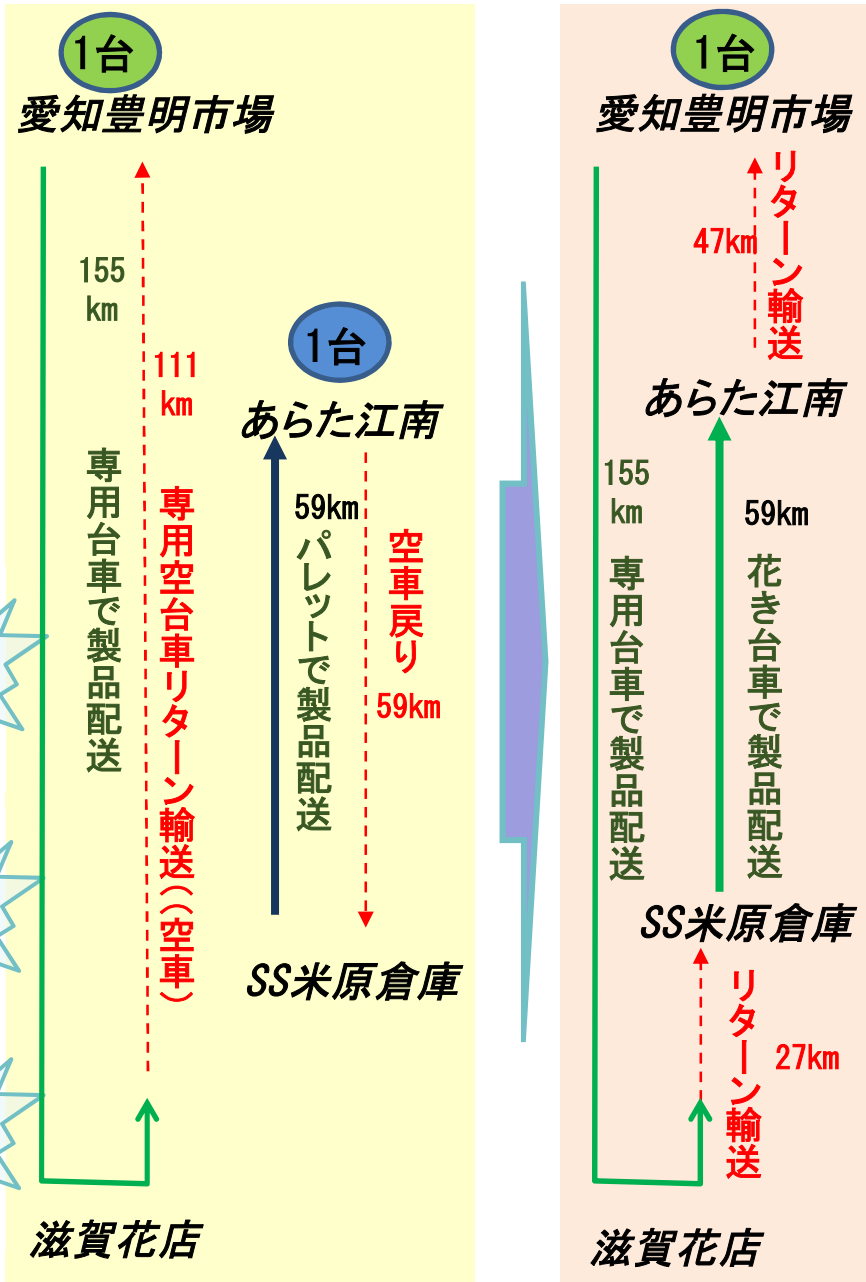 1台
愛知豊明市場
155
km
専用台車で製品配送
111
km
専用空台車リターン輸送((空車)
1台
あらた江南
59km
パレットで製品配送
空車戻り
59km
SS米原倉庫
滋賀花店
1台
愛知豊明市場
リターン輸送
47km
あらた江南
155
km
専用台車で製品配送
59km
花き台車で製品配送
SS米原倉庫
リターン輸送
27km
滋賀花店